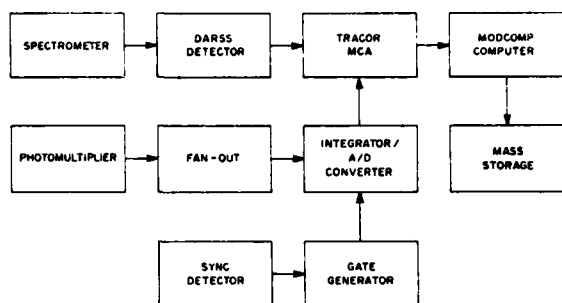 SPECTROMETER
DARSS
DETECTOR
TRACOR
MCA
MODCOMP
COMPUTER
PHOTOMULTIPLIER
FAN-OUT
INTEGRATOR/
A/D
CONVERTER
MASS
STORAGE
SYNC
DETECTOR
GATE
GENERATOR